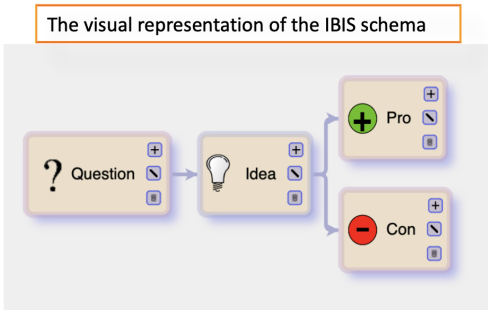 The visual representation of the IBIS schema
Question
Idea
Pro
Con